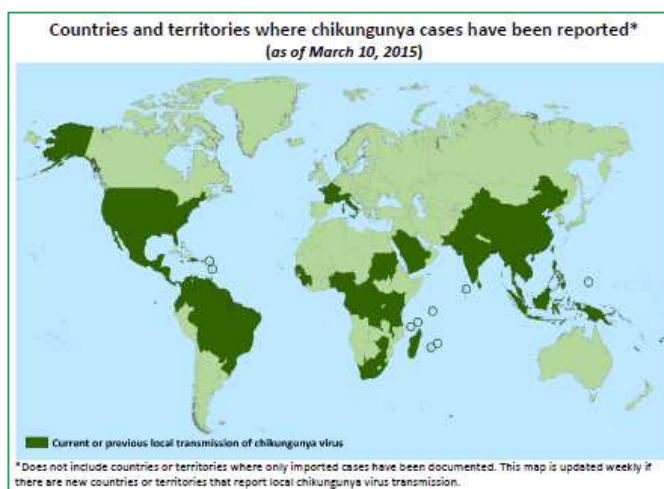 Countries and territories where chikungunya cases have been reported*
(as of March 10, 2015)
Current or previous local transmission of chikungunya virus
*Does not include countries or territories where only imported cases have been documented. This map is updated weekly if
there are new countries or territories that report local chikungunya virus transmission.